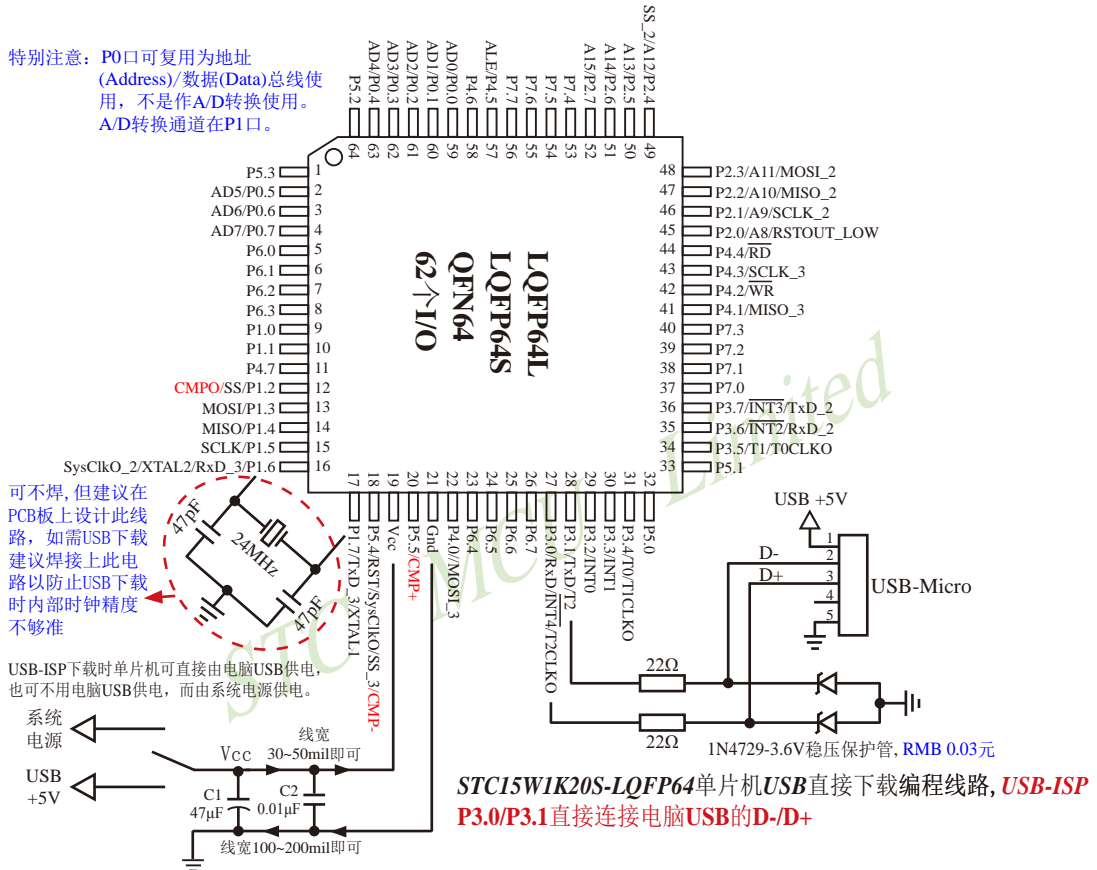 特别注意：P0口可复用为地址
(Address)/数据(Data)总线使
用，不是作A/D转换使用。
A/D转换通道在P1口。
P5.2
AD4/P0.4
AD3/P0.3
AD2/P0.2
AD1/P0.1
AD0/P0.0
P4.6
ALE/P4.5
P7.7
P7.6
P7.5
P7.4
A15/P2.7
A14/P2.6
A13/P2.5
SS_2/A12/P2.4
64
63
62
61
60
59
58
57
56
55
54
53
52
51
50
49
P5.3 1
AD5/P0.5 2
AD6/P0.6 3
AD7/P0.7 4
P6.0 5
P6.1 6
P6.2 7
P6.3 8
P1.0 9
P1.1 10
P4.7 11
CMPO/SS/P1.2 12
MOSI/P1.3 13
MISO/P1.4 14
SCLK/P1.5 15
SysClkO_2/XTAL2/RxD_3/P1.6 16
LQFP64L
LQFP64S
QFN64
62个I/O
48 P2.3/A11/MOSI_2
47 P2.2/A10/MISO_2
46 P2.1/A9/SCLK_2
45 P2.0/A8/RSTOUT_LOW
44 P4.4/RD
43 P4.3/SCLK_3
42 P4.2/WR
41 P4.1/MISO_3
40 P7.3
39 P7.2
38 P7.1
37 P7.0
36 P3.7/INT3/TxD_2
35 P3.6/INT2/RxD_2
34 P3.5/T1/T0CLKO
33 P5.1
17 P1.7/TxD_3/XTAL1
18 P5.4/RST/SysClkO/SS_3/CMP-
19 Vcc
20 P5.5/CMP+
21 Gnd
22 P4.0/MOSI_3
23 P6.4
24 P6.5
25 P6.6
26 P6.7
27 P3.0/RxD/INT4/T2CLKO
28 P3.1/TxD/T2
29 P3.2/INT0
30 P3.3/INT1
31 P3.4/T0/T1CLKO
32 P5.0
可不焊,但建议在
PCB板上设计此线
路，如需USB下载
建议焊接上此电
路以防止USB下载
时内部时钟精度
不够准
47pF
24MHz
47pF
STC MCU Limited
USB +5V
1
D- 2
D+ 3
4
5
USB-Micro
22Ω
22Ω
1N4729-3.6V稳压保护管, RMB 0.03元
USB-ISP下载时单片机可直接由电脑USB供电，
也可不用电脑USB供电，而由系统电源供电。
系统
电源
USB
+5V
Vcc
线宽
30~50mil即可
C1
47μF
C2
0.01μF
线宽100~200mil即可
STC15W1K20S-LQFP64单片机USB直接下载编程线路, USB-ISP
P3.0/P3.1直接连接电脑USB的D-/D+